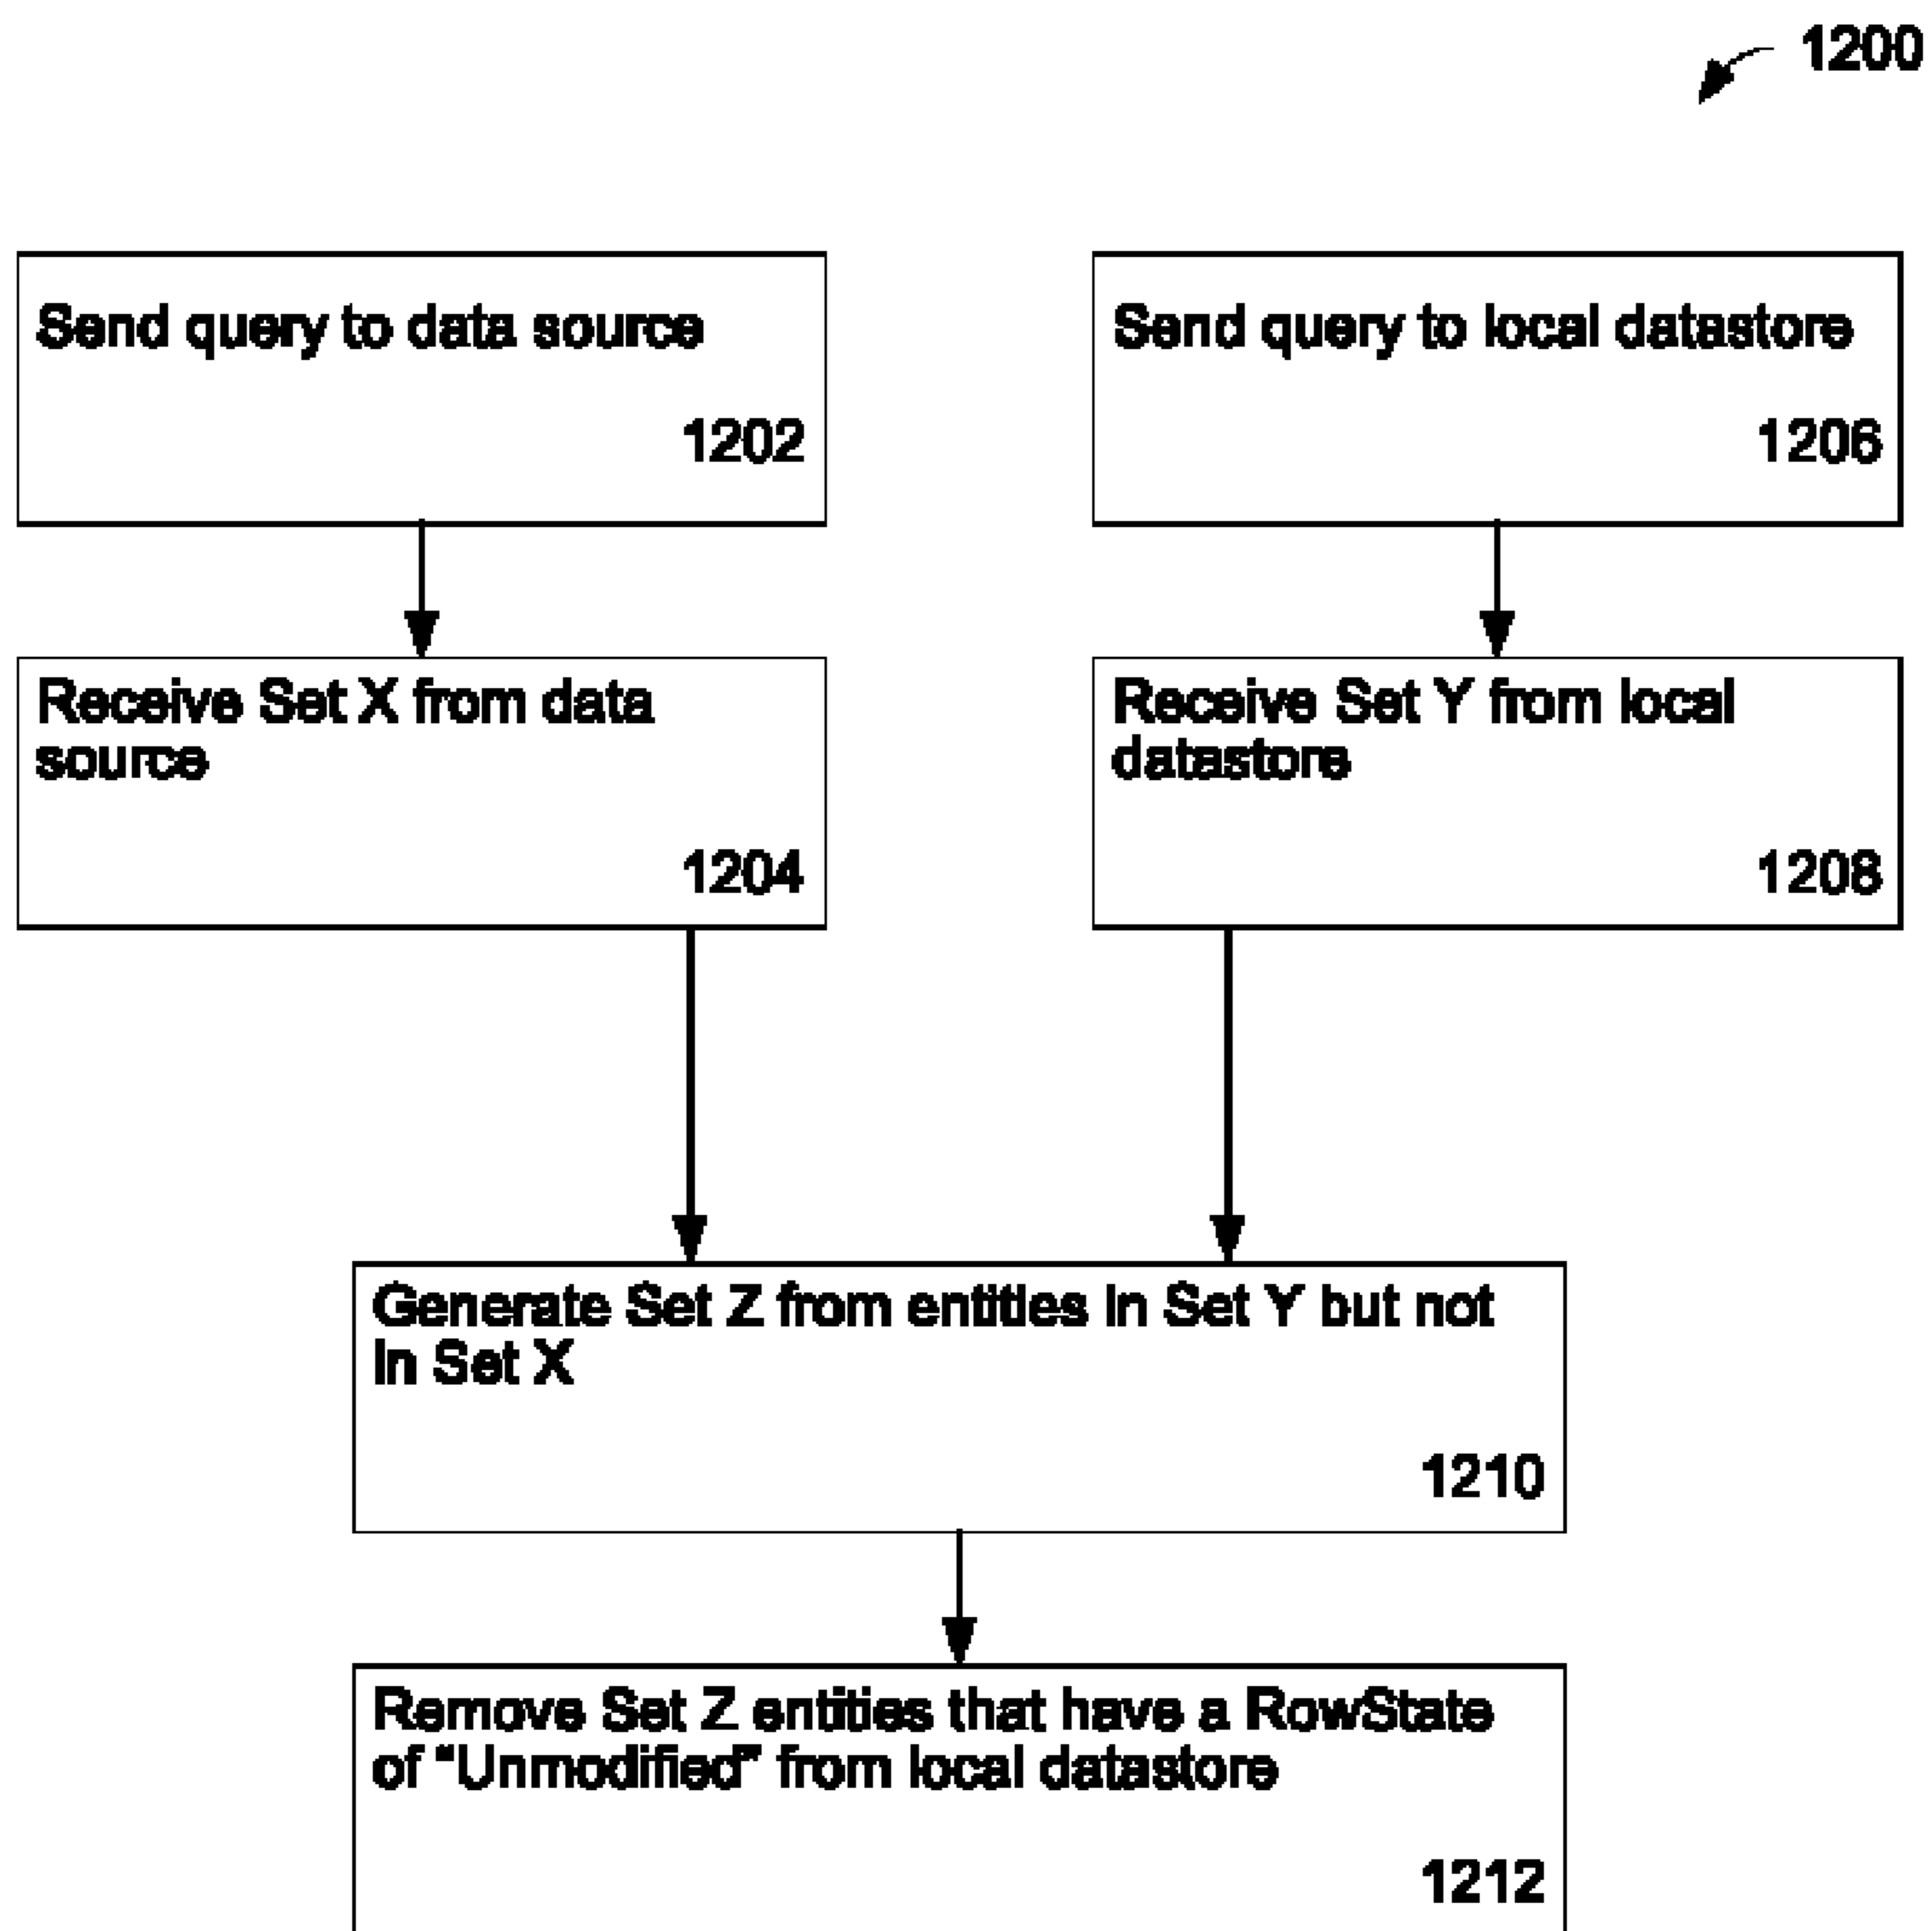 1200
Send query to data source
1202
Send query to local datastore
1206
Receive Set X from data
source
1204
Receive Set Y from local
datastore
1208
Generate Set Z from entities in Set Y but not
in Set X
1210
Remove Set Z entities that have a RowState
of “Unmodified” from local datastore
1212